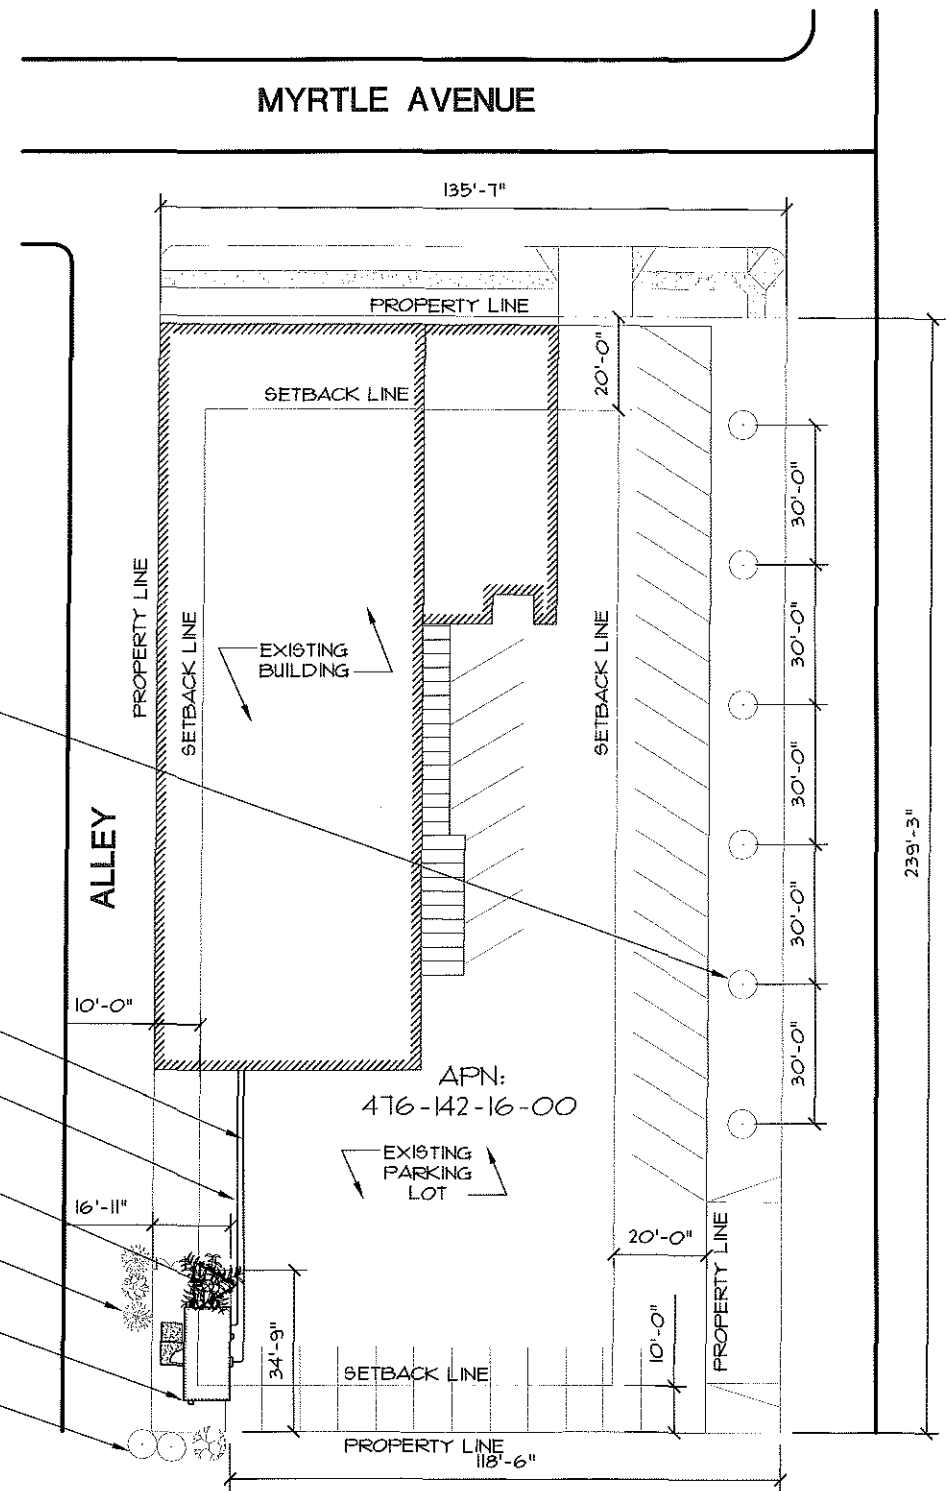 MYRTLE AVENUE
135'-7"
PROPERTY LINE
20'-0"
SETBACK LINE
30'-0"
PROPERTY LINE
SETBACK LINE
EXISTING
BUILDING
SETBACK LINE
30'-0"
30'-0"
239'-3"
ALLEY
30'-0"
10'-0"
30'-0"
APN:
476-142-16-00
EXISTING
PARKING
LOT
16'-11"
20'-0"
PROPERTY LINE
34'-9"
10'-0"
SETBACK LINE
PROPERTY LINE
118'-6"